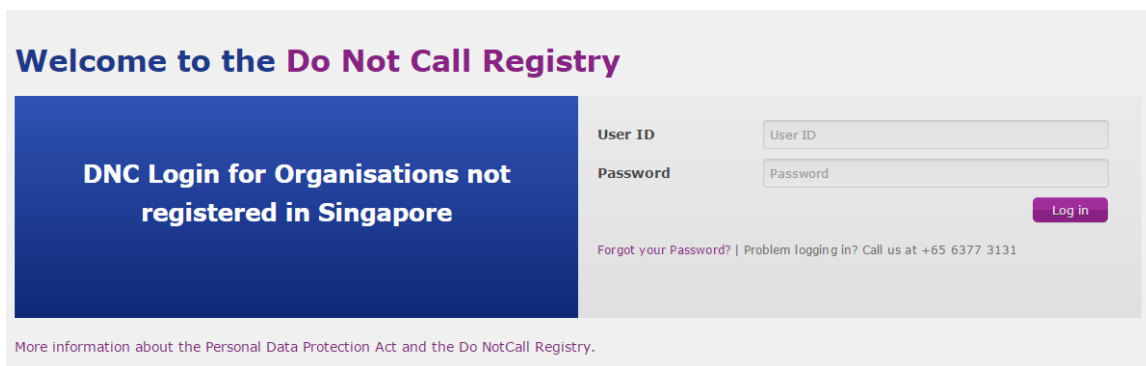 Welcome to the Do Not Call Registry
DNC Login for Organisations not
registered in Singapore
User ID
User ID
Password
Password
Log in
Forgot your Password? | Problem logging in? Call us at +65 6377 3131
More information about the Personal Data Protection Act and the Do NotCall Registry.